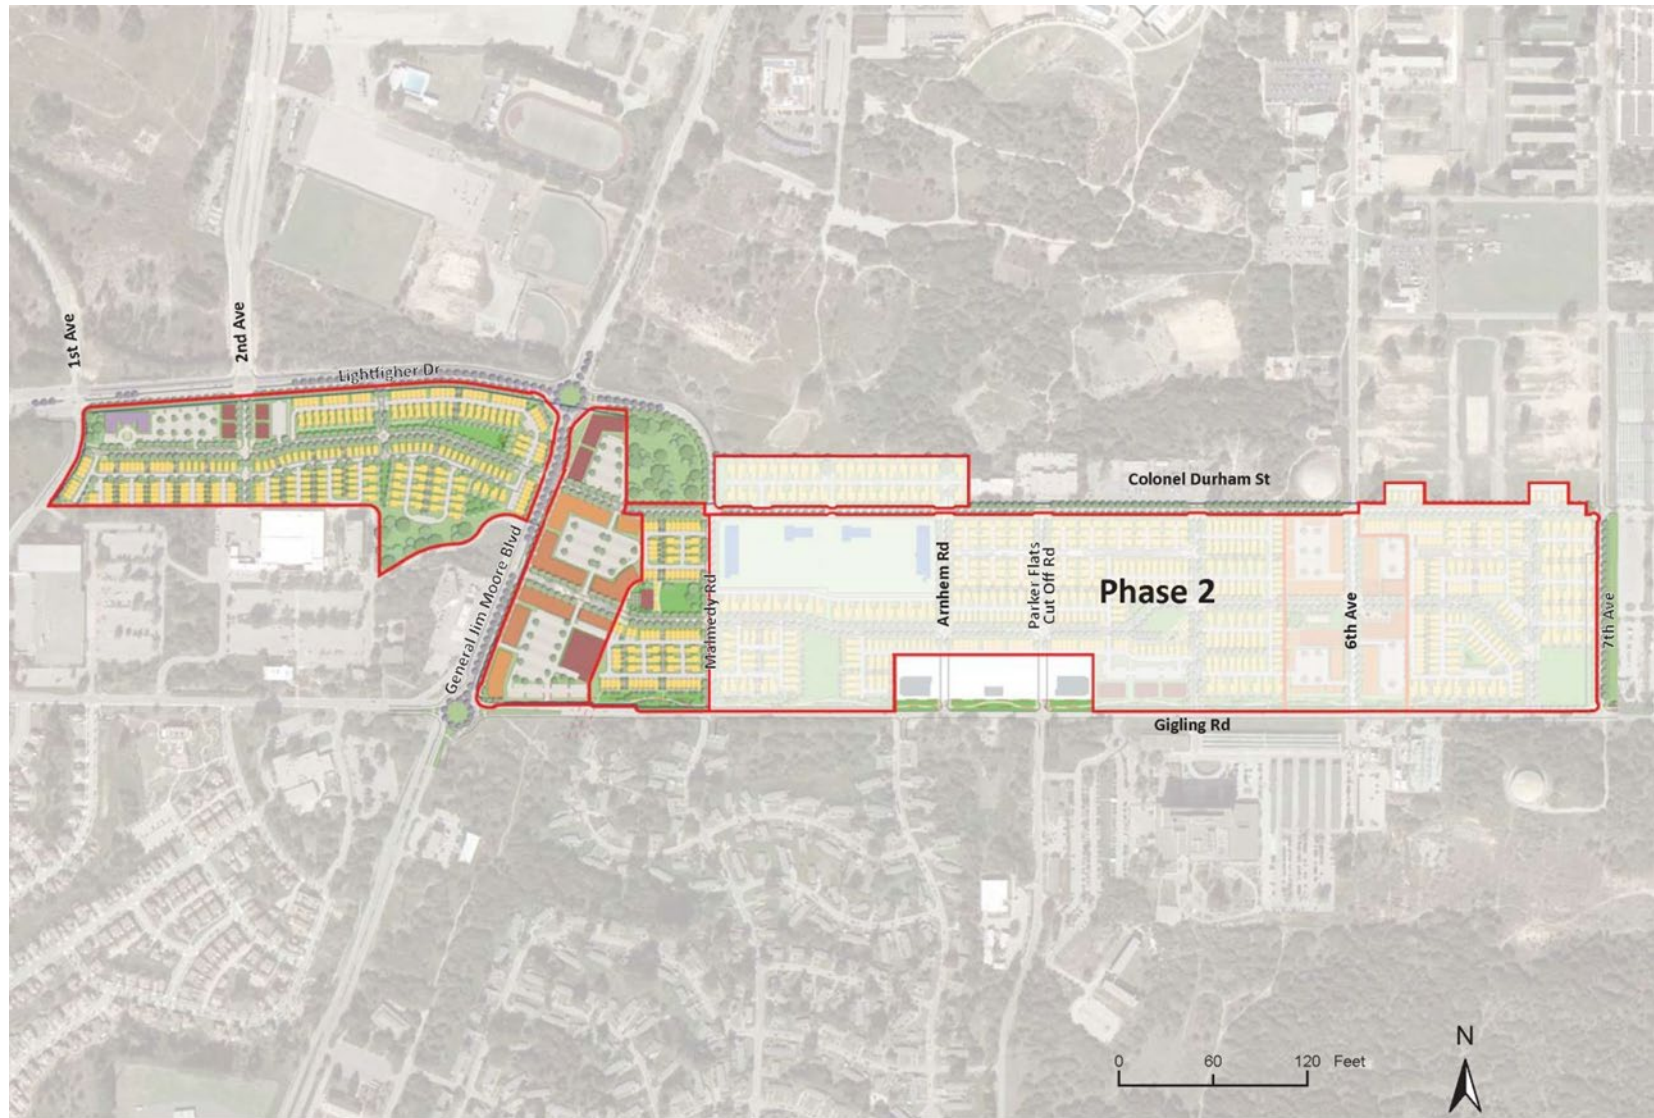 1st Ave
2nd Ave
Lightfigher Dr
Colonel Durham St
General Jim Moore Blvd
Malmedy Rd
Arnhem Rd
Parker Flats
Cut Off Rd
Phase 2
6th Ave
7th Ave
Gigling Rd
N
0 60 120 Feet